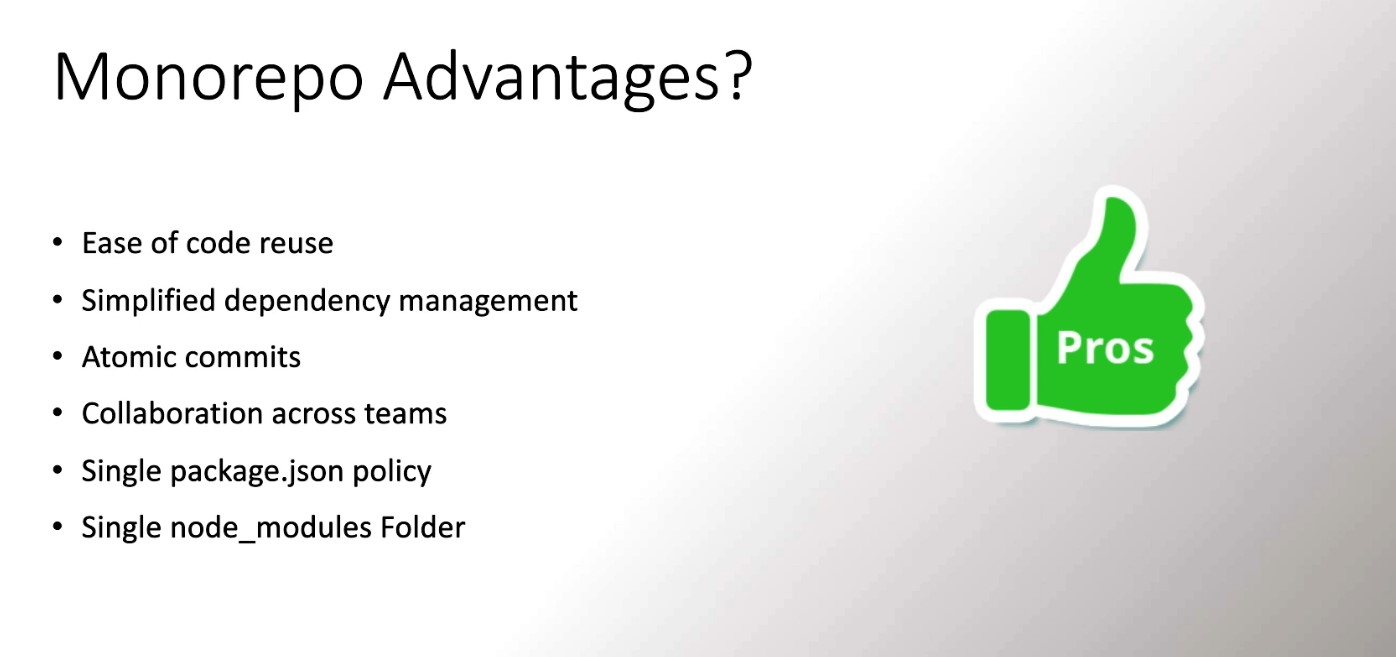 Monorepo Advantages?
• Ease of code reuse
• Simplified dependency management
• Atomic commits
• Collaboration across teams
• Single package.json policy
• Single node_modules Folder
Pros